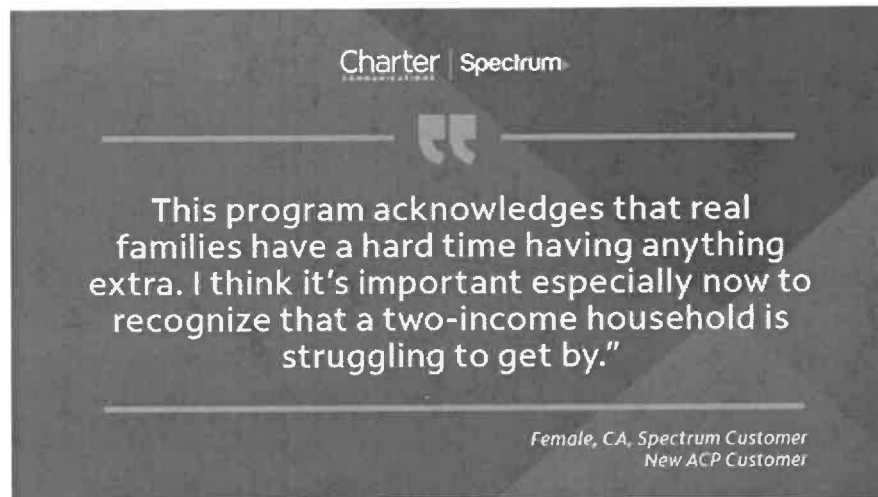 Charter | Spectrum
COMMUNICATIONS
This program acknowledges that real
families have a hard time having anything
extra. I think it's important especially now to
recognize that a two-income household is
struggling to get by.”
Female, CA, Spectrum Customer
New ACP Customer